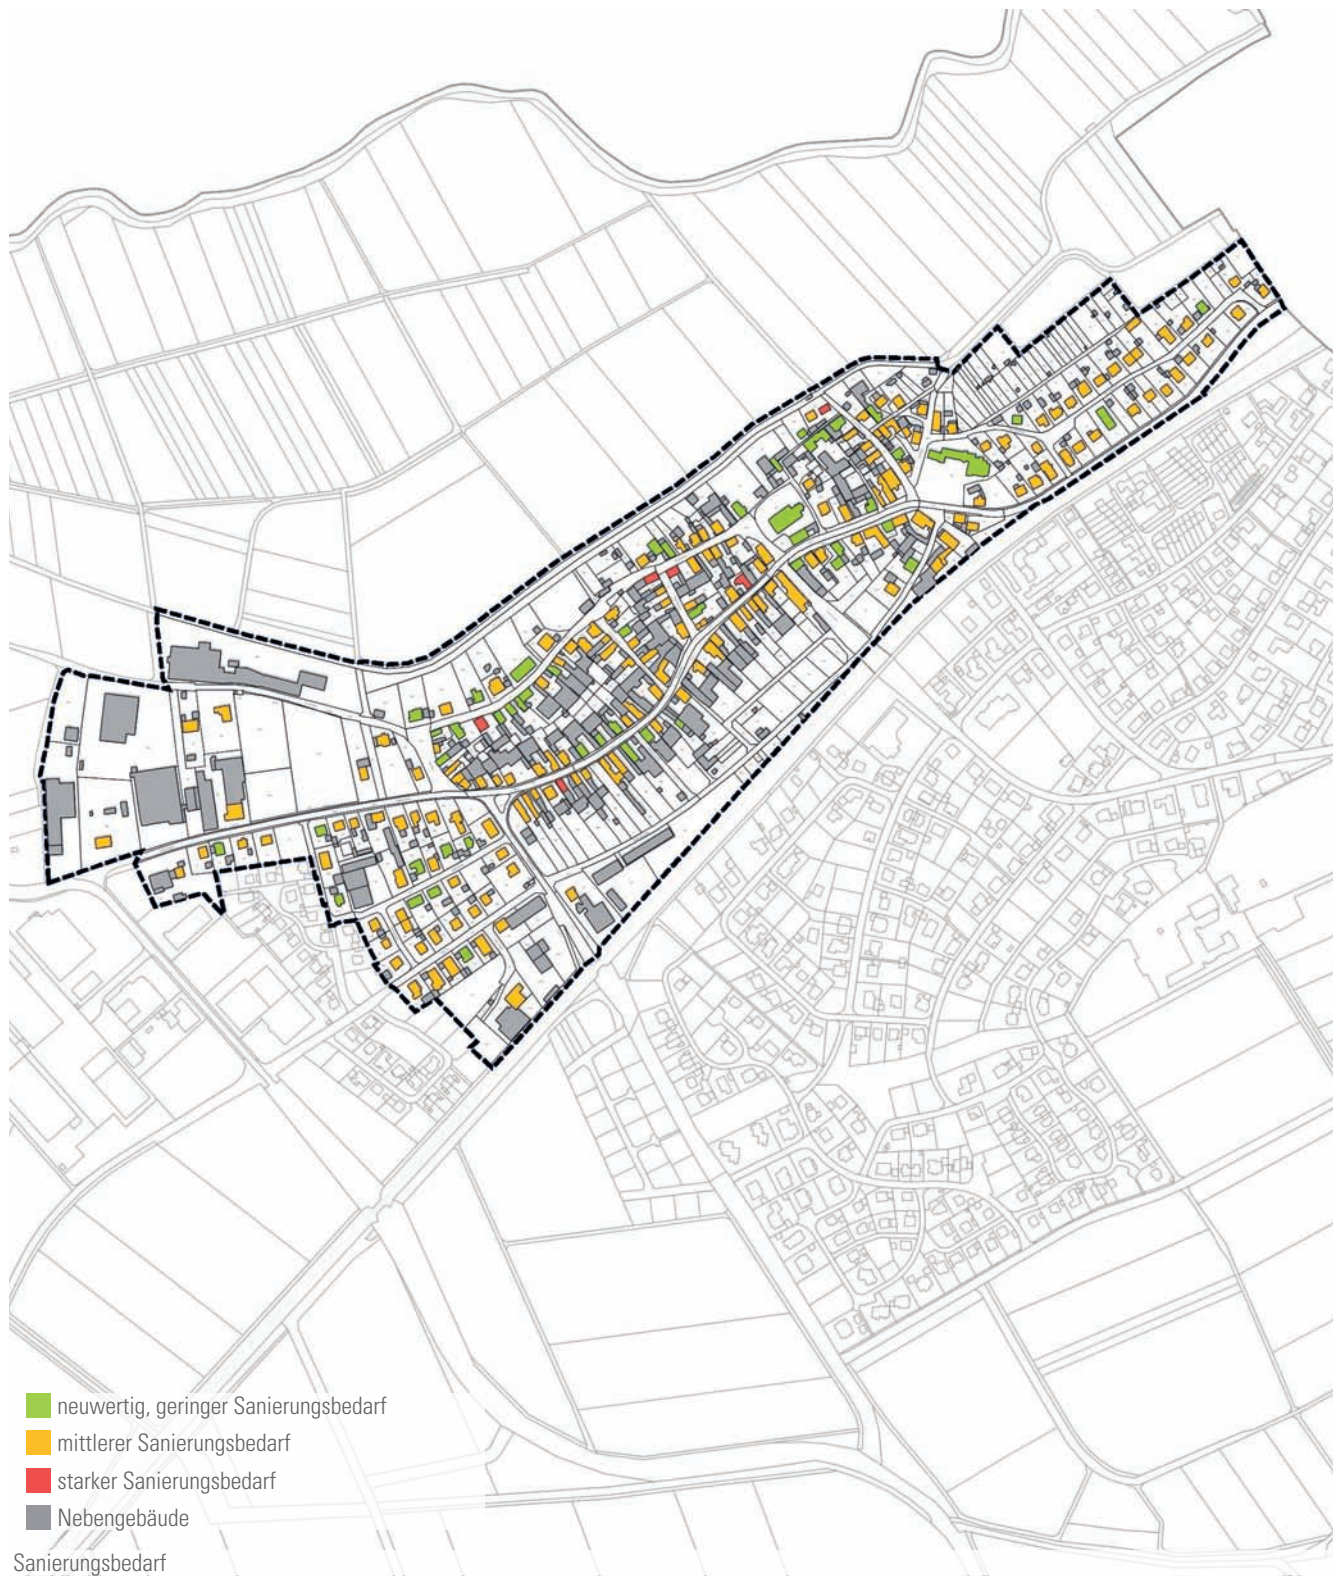 neuwertig, geringer Sanierungsbedarf
mittlerer Sanierungsbedarf
starker Sanierungsbedarf
Nebengebäude
Sanierungsbedarf